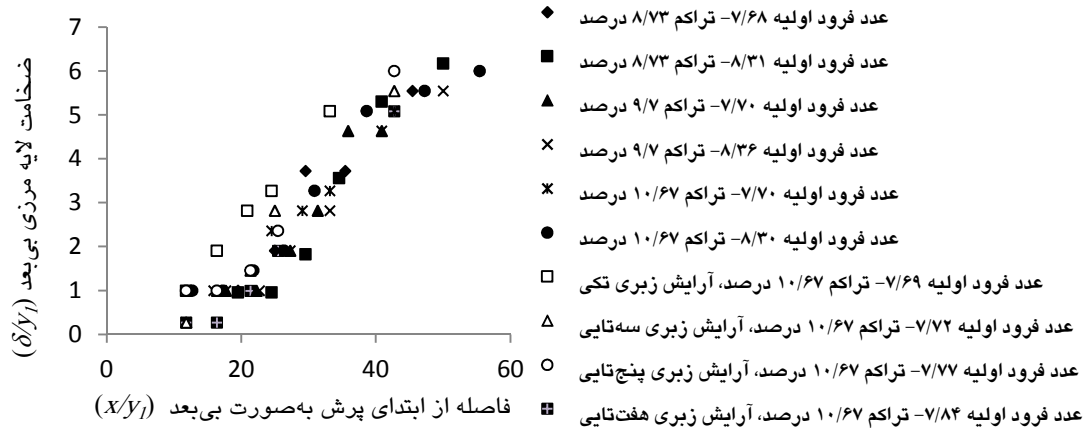 7
6
5
4
3
2
1
0
0
20
40
60
ضخامت لایه مرزی بی‌بعد (δ/y1)
فاصله از ابتدای پرش به‌صورت بی‌بعد (x/y1)
عدد فرود اولیه ۷/۶۸- تراکم ۸/۷۳ درصد
عدد فرود اولیه ۸/۳۱- تراکم ۸/۷۳ درصد
عدد فرود اولیه ۷/۷۰- تراکم ۹/۷ درصد
عدد فرود اولیه ۸/۳۶- تراکم ۹/۷ درصد
عدد فرود اولیه ۷/۷۰- تراکم ۱۰/۶۷ درصد
عدد فرود اولیه ۸/۳۰- تراکم ۱۰/۶۷ درصد
عدد فرود اولیه ۷/۶۹- تراکم ۱۰/۶۷ درصد، آرایش زبری تکی
عدد فرود اولیه ۷/۷۲- تراکم ۱۰/۶۷ درصد، آرایش زبری سه‌تایی
عدد فرود اولیه ۷/۷۷- تراکم ۱۰/۶۷ درصد، آرایش زبری پنج‌تایی
عدد فرود اولیه ۷/۸۴- تراکم ۱۰/۶۷ درصد، آرایش زبری هفت‌تایی